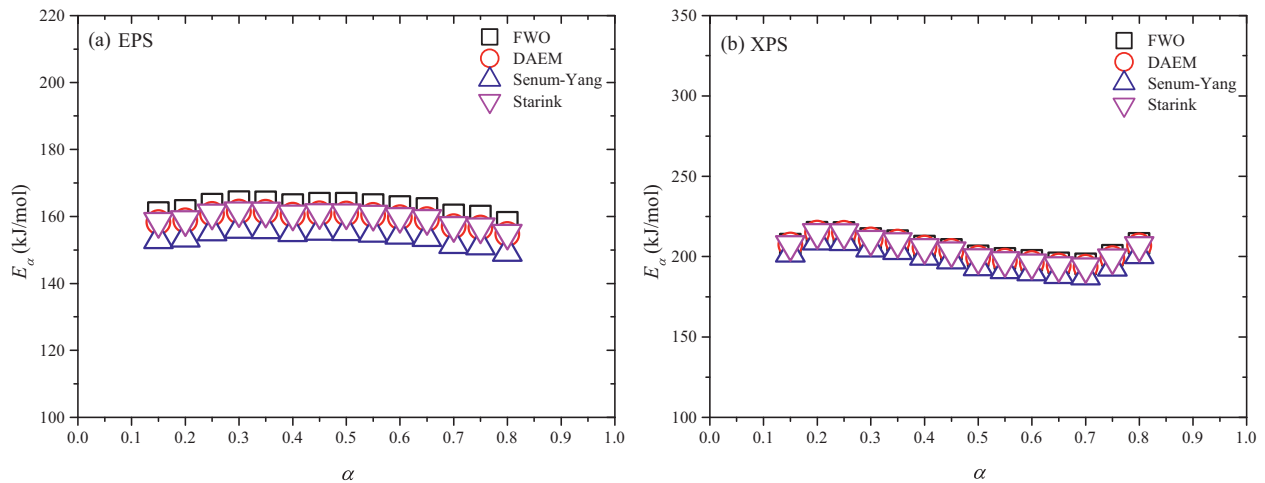 (a) EPS
FWO
DAEM
Senum-Yang
Starink
220
200
180
160
140
120
100
Eα (kJ/mol)
0.0 0.1 0.2 0.3 0.4 0.5 0.6 0.7 0.8 0.9 1.0
α
(b) XPS
FWO
DAEM
Senum-Yang
Starink
350
300
250
200
150
100
Eα (kJ/mol)
0.0 0.1 0.2 0.3 0.4 0.5 0.6 0.7 0.8 0.9 1.0
α